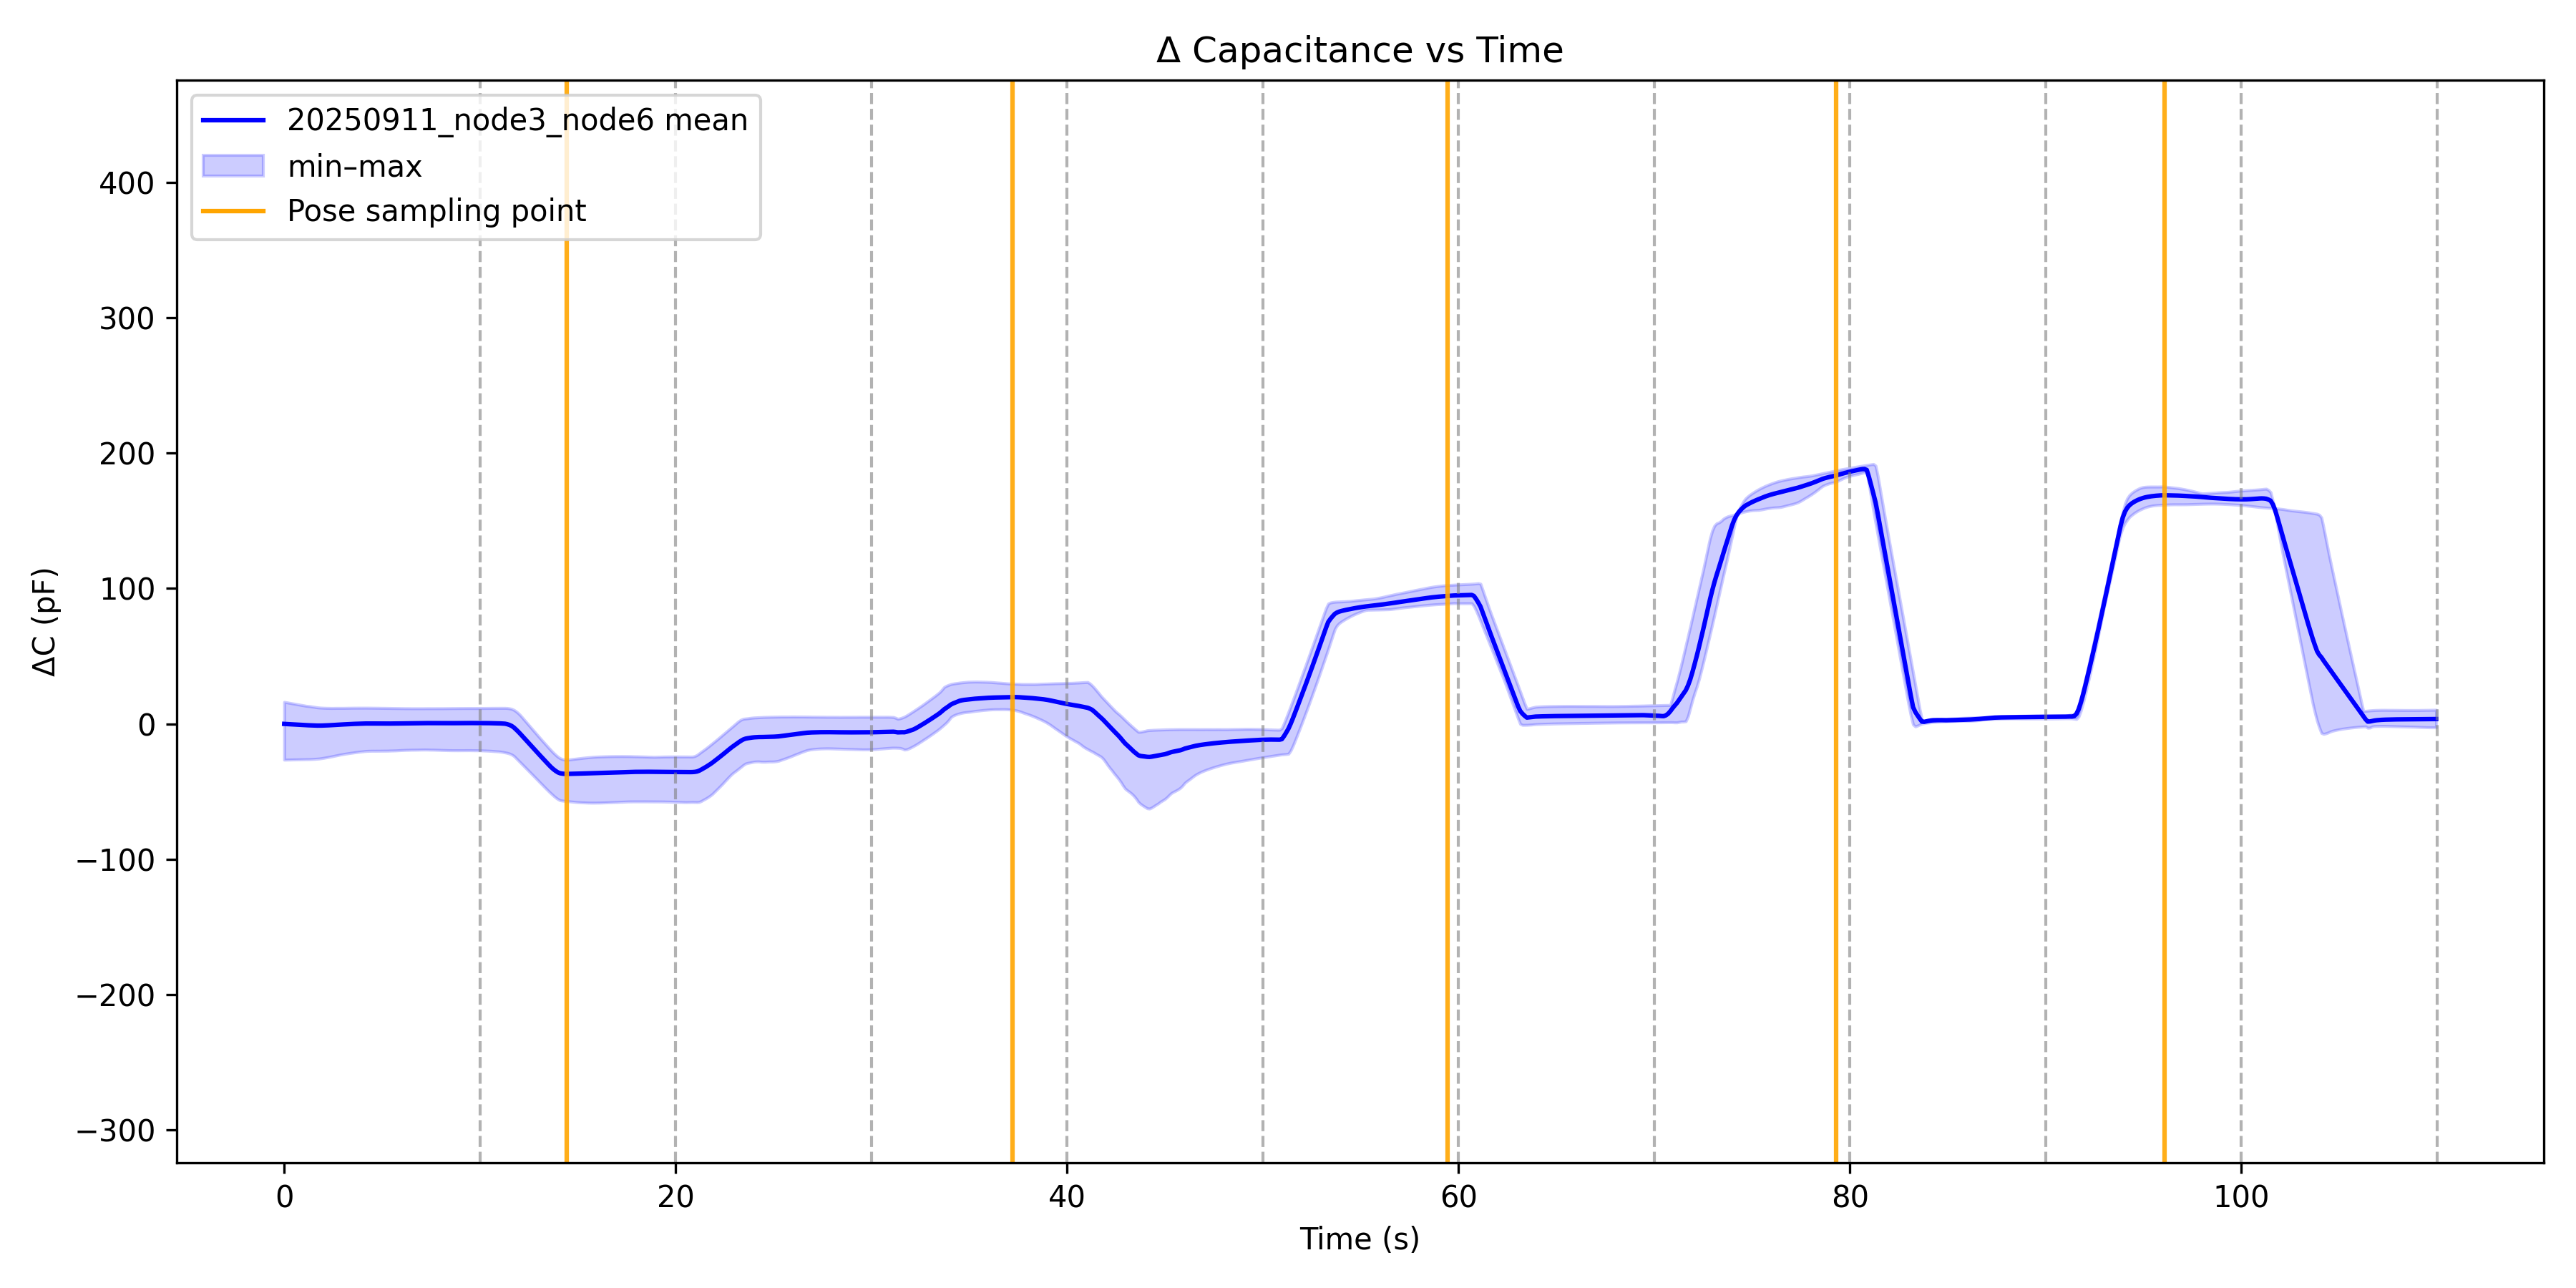 Δ Capacitance vs Time
20250911_node3_node6 mean
min–max
Pose sampling point
400
300
200
100
0
−100
−200
−300
ΔC (pF)
0 20 40 60 80 100
Time (s)